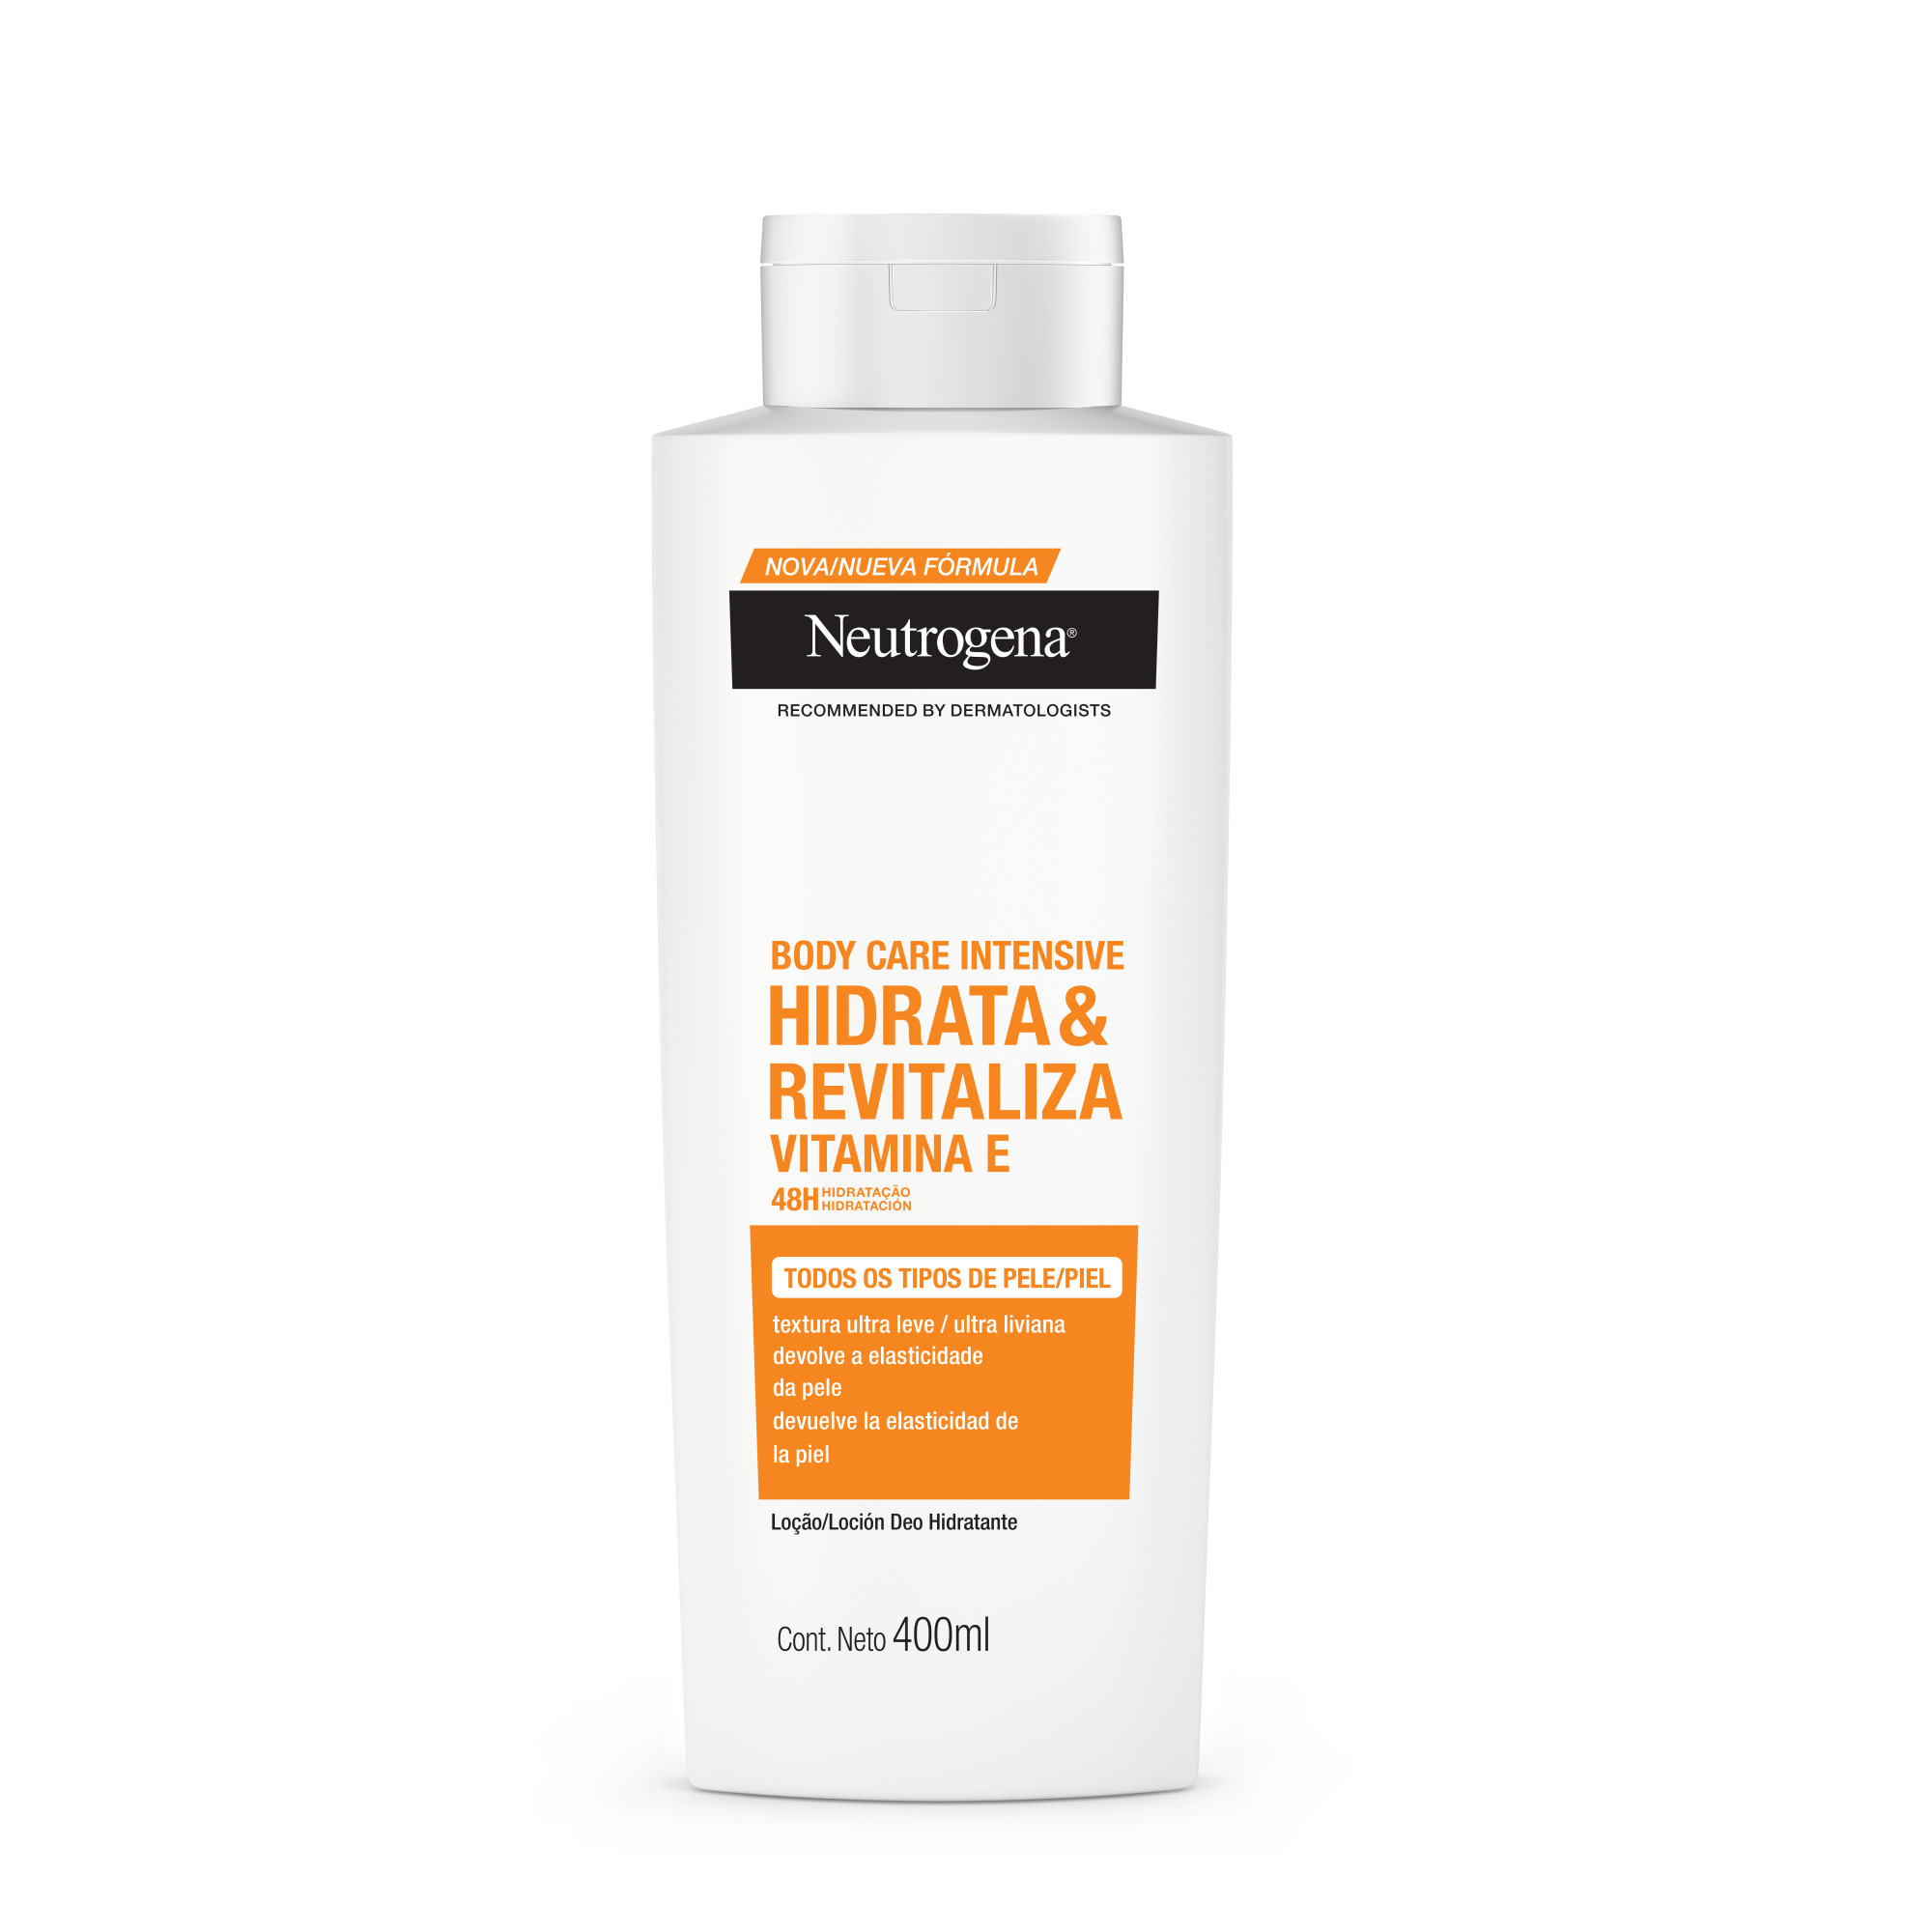 NOVA/NUEVA FÓRMULA
Neutrogena®
RECOMMENDED BY DERMATOLOGISTS
BODY CARE INTENSIVE
HIDRATA &
REVITALIZA
VITAMINA E
48H HIDRATAÇÃO
HIDRATACIÓN
TODOS OS TIPOS DE PELE/PIEL
textura ultra leve / ultra liviana
devolve a elasticidade
da pele
devuelve la elasticidad de
la piel
Loção/Loción Deo Hidratante
Cont. Neto 400ml